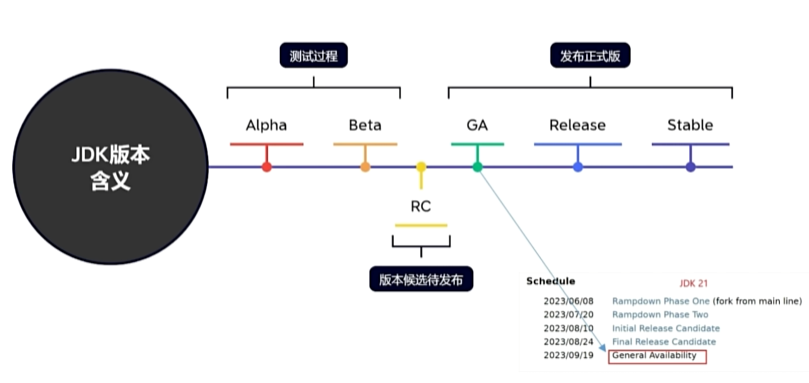 JDK版本
含义
测试过程
发布正式版
Alpha
Beta
GA
Release
Stable
RC
版本候选待发布
Schedule
JDK 21
2023/06/08 Rampdown Phase One (fork from main line)
2023/07/20 Rampdown Phase Two
2023/08/10 Initial Release Candidate
2023/08/24 Final Release Candidate
2023/09/19 General Availability